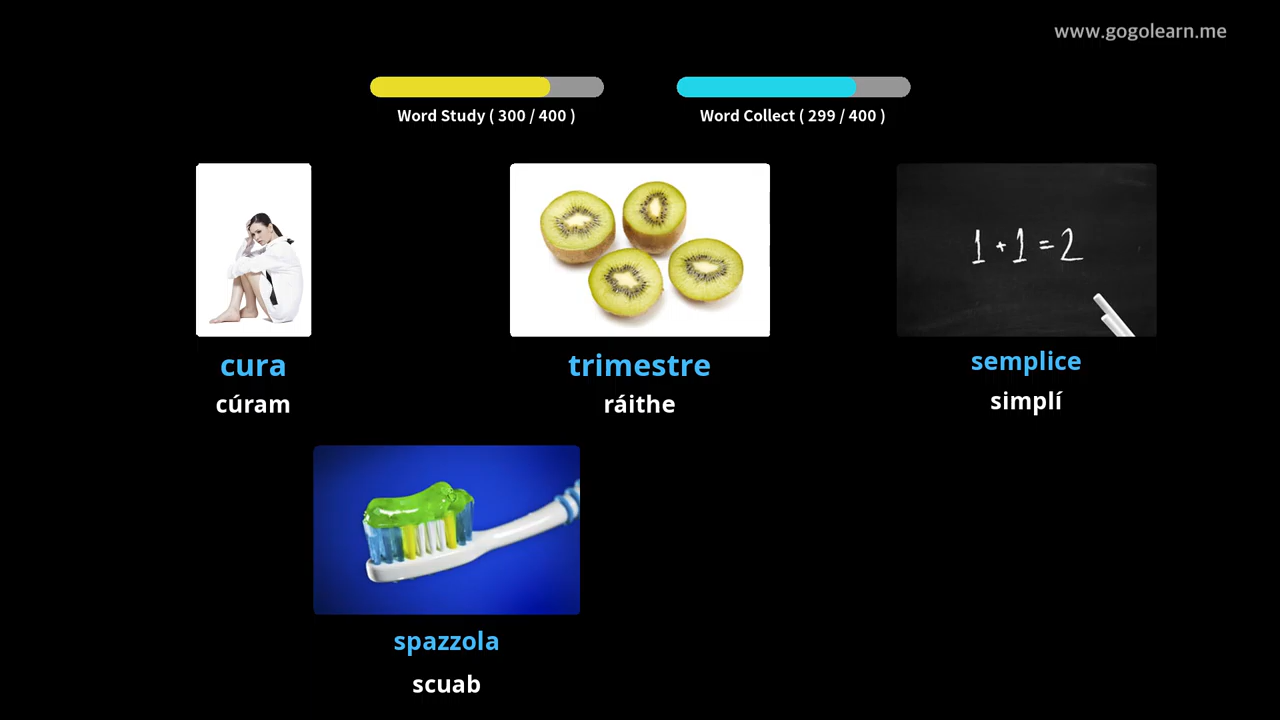 www.gogolearn.me
Word Study ( 300 / 400 )
Word Collect ( 299 / 400 )
1 + 1 = 2
cura
trimestre
semplice
cúram
ráithe
simplí
spazzola
scuab